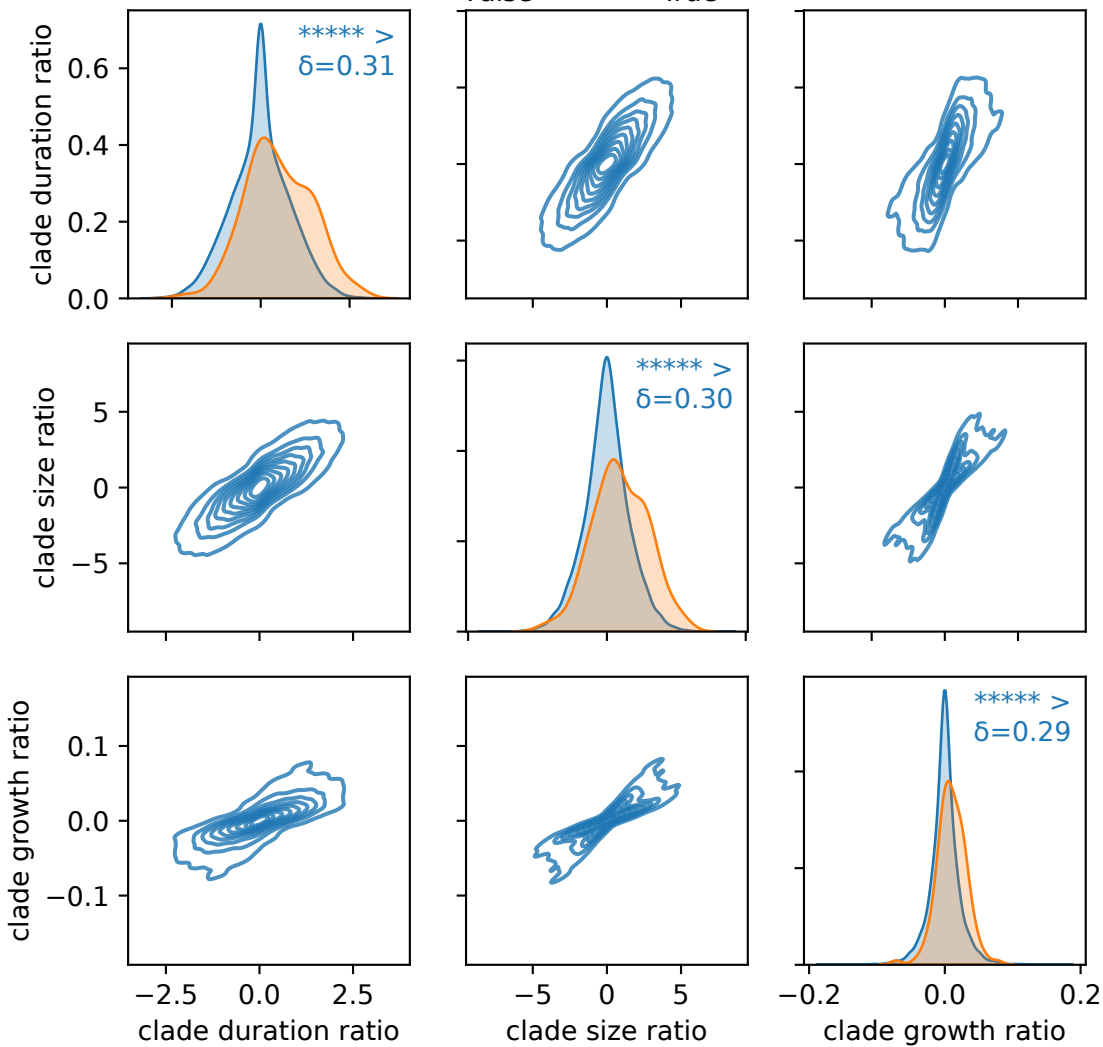 clade duration ratio
0.6
0.4
0.2
0.0
***** >
δ=0.31
clade size ratio
5
0
−5
***** >
δ=0.30
clade growth ratio
0.1
0.0
−0.1
***** >
δ=0.29
−2.5 0.0 2.5
−5 0 5
−0.2 0.0 0.2
clade duration ratio
clade size ratio
clade growth ratio